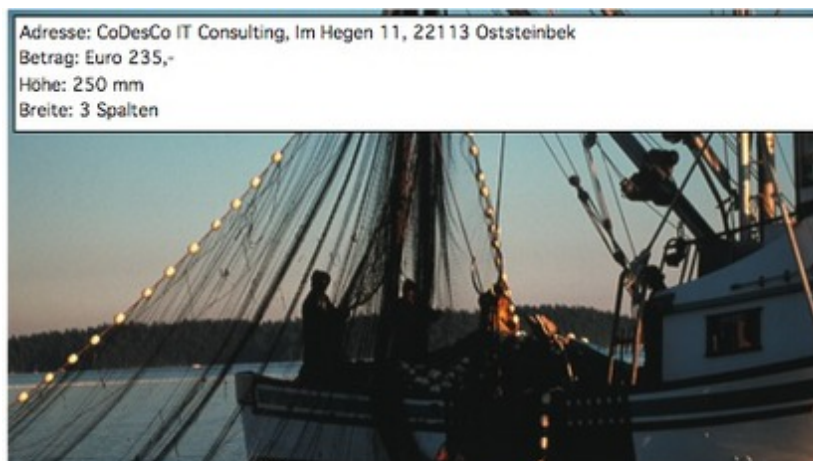 Adresse: CoDesCo IT Consulting, Im Hegen 11, 22113 Oststeinbek
Betrag: Euro 235,-
Höhe: 250 mm
Breite: 3 Spalten